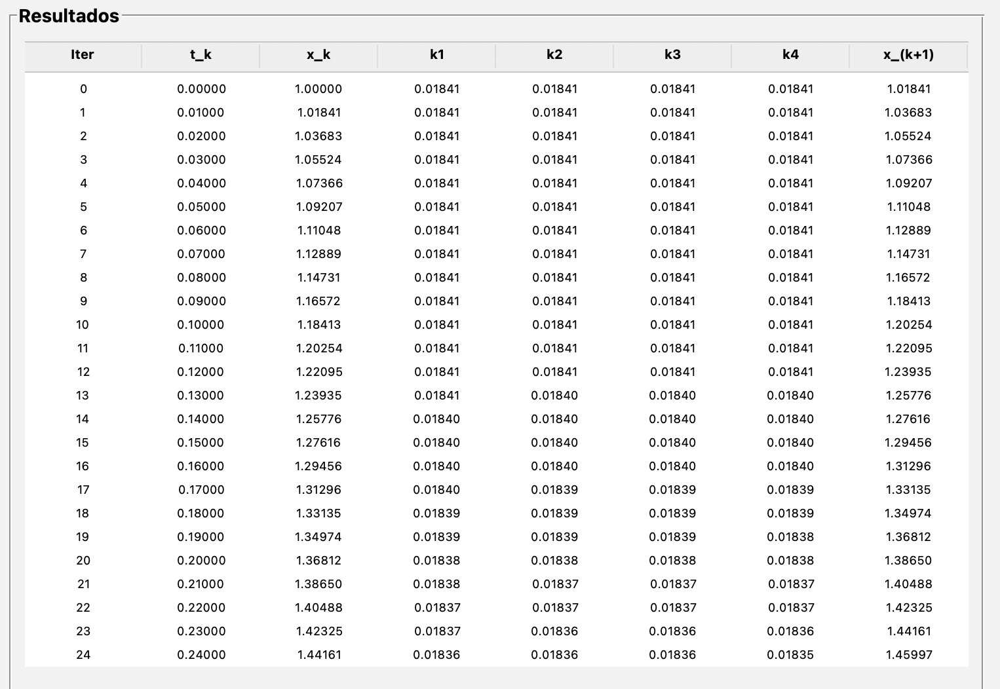 Resultados
Iter t_k x_k k1 k2 k3 k4 x_(k+1)
0 0.00000 1.00000 0.01841 0.01841 0.01841 0.01841 1.01841
1 0.01000 1.01841 0.01841 0.01841 0.01841 0.01841 1.03683
2 0.02000 1.03683 0.01841 0.01841 0.01841 0.01841 1.05524
3 0.03000 1.05524 0.01841 0.01841 0.01841 0.01841 1.07366
4 0.04000 1.07366 0.01841 0.01841 0.01841 0.01841 1.09207
5 0.05000 1.09207 0.01841 0.01841 0.01841 0.01841 1.11048
6 0.06000 1.11048 0.01841 0.01841 0.01841 0.01841 1.12889
7 0.07000 1.12889 0.01841 0.01841 0.01841 0.01841 1.14731
8 0.08000 1.14731 0.01841 0.01841 0.01841 0.01841 1.16572
9 0.09000 1.16572 0.01841 0.01841 0.01841 0.01841 1.18413
10 0.10000 1.18413 0.01841 0.01841 0.01841 0.01841 1.20254
11 0.11000 1.20254 0.01841 0.01841 0.01841 0.01841 1.22095
12 0.12000 1.22095 0.01841 0.01841 0.01841 0.01841 1.23935
13 0.13000 1.23935 0.01841 0.01840 0.01840 0.01840 1.25776
14 0.14000 1.25776 0.01840 0.01840 0.01840 0.01840 1.27616
15 0.15000 1.27616 0.01840 0.01840 0.01840 0.01840 1.29456
16 0.16000 1.29456 0.01840 0.01840 0.01840 0.01840 1.31296
17 0.17000 1.31296 0.01840 0.01839 0.01839 0.01839 1.33135
18 0.18000 1.33135 0.01839 0.01839 0.01839 0.01839 1.34974
19 0.19000 1.34974 0.01839 0.01839 0.01839 0.01838 1.36812
20 0.20000 1.36812 0.01838 0.01838 0.01838 0.01838 1.38650
21 0.21000 1.38650 0.01838 0.01837 0.01837 0.01837 1.40488
22 0.22000 1.40488 0.01837 0.01837 0.01837 0.01837 1.42325
23 0.23000 1.42325 0.01837 0.01836 0.01836 0.01836 1.44161
24 0.24000 1.44161 0.01836 0.01836 0.01836 0.01835 1.45997